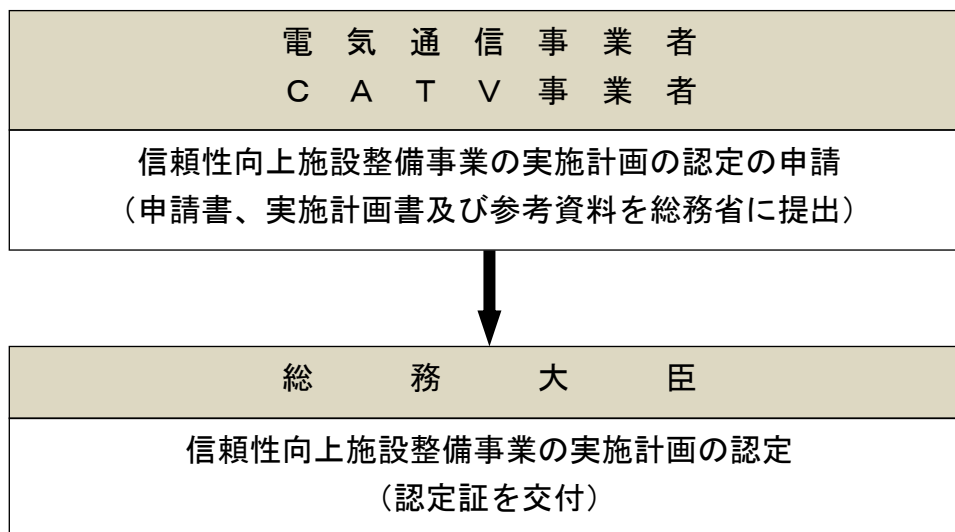 電気通信事業者
CATV事業者
信頼性向上施設整備事業の実施計画の認定の申請
（申請書、実施計画書及び参考資料を総務省に提出）
総務大臣
信頼性向上施設整備事業の実施計画の認定
（認定証を交付）